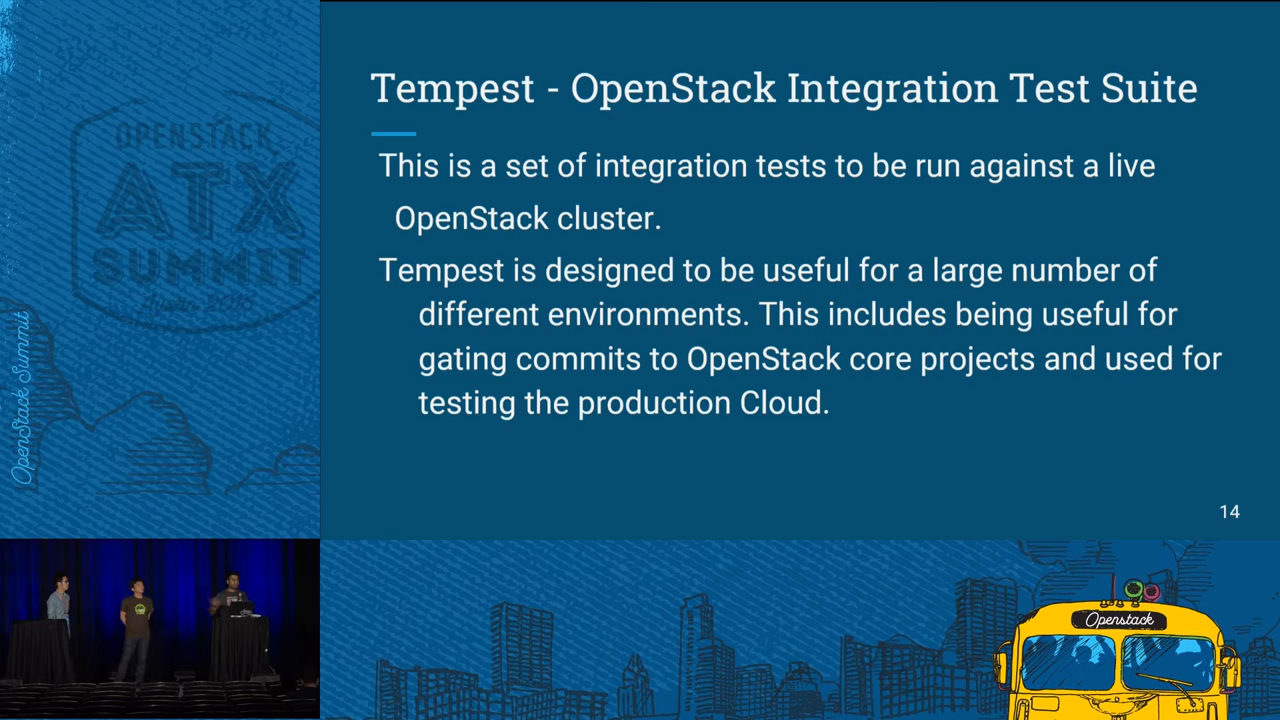 Tempest - OpenStack Integration Test Suite
This is a set of integration tests to be run against a live
OpenStack cluster.
Tempest is designed to be useful for a large number of
different environments. This includes being useful for
gating commits to OpenStack core projects and used for
testing the production Cloud.
14
OPENSTACK
ATX
SUMMIT
Austin 2016
OpenStack Summit
Openstack